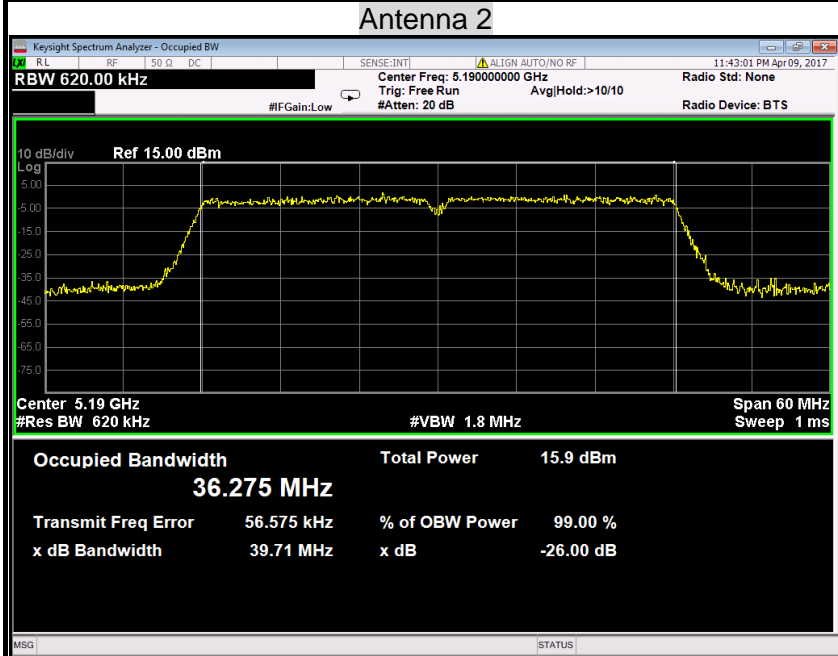 Antenna 2
Keysight Spectrum Analyzer - Occupied BW
LXI RL RF 50 Ω DC SENSE:INT ALIGN AUTO/NO RF 11:43:01 PM Apr 09, 2017
RBW 620.00 kHz Center Freq: 5.190000000 GHz Radio Std: None
Trig: Free Run Avg|Hold:>10/10
#IFGain:Low #Atten: 20 dB Radio Device: BTS
10 dB/div Ref 15.00 dBm
Log
5.00
-5.00
-15.0
-25.0
-35.0
-45.0
-55.0
-65.0
-75.0
Center 5.19 GHz Span 60 MHz
#Res BW 620 kHz #VBW 1.8 MHz Sweep 1 ms
Occupied Bandwidth Total Power 15.9 dBm
36.275 MHz
Transmit Freq Error 56.575 kHz % of OBW Power 99.00 %
x dB Bandwidth 39.71 MHz x dB -26.00 dB
MSG STATUS